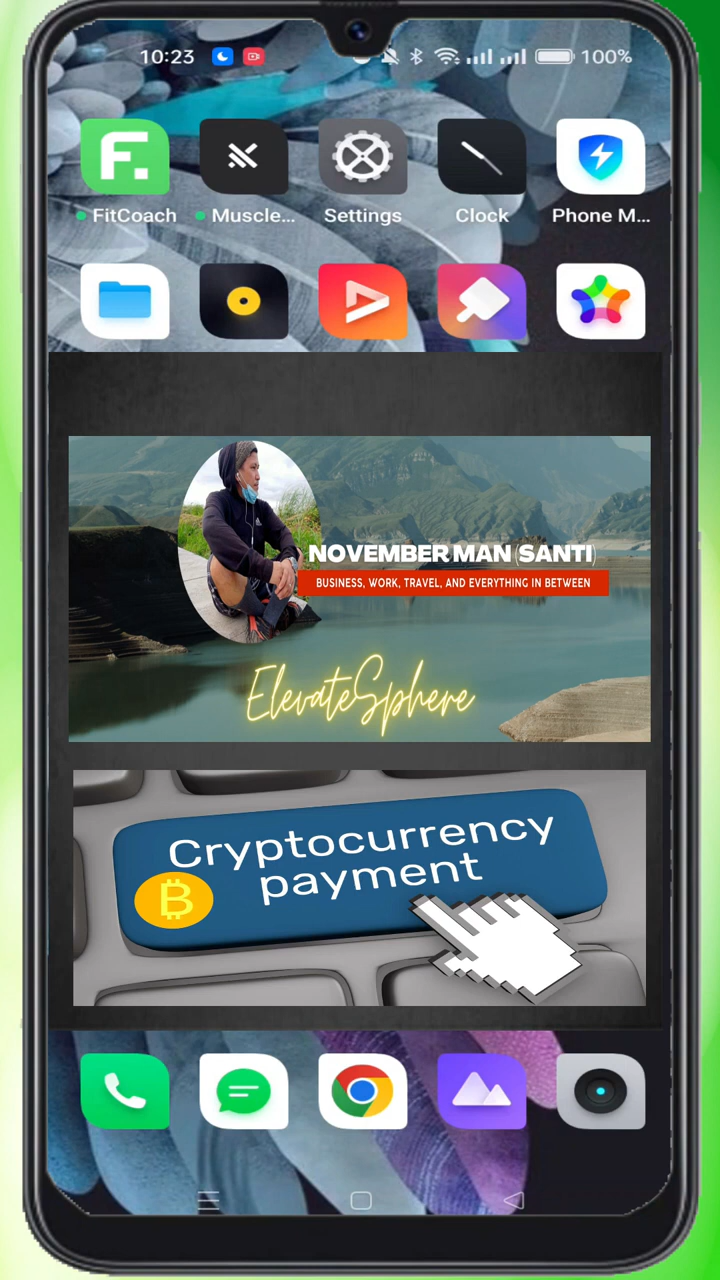 10:23 100%
F.
FitCoach Muscle... Settings Clock Phone M...
NOVEMBER MAN (SANTI)
BUSINESS, WORK, TRAVEL, AND EVERYTHING IN BETWEEN
ElevateSphere
Cryptocurrency
payment
₿